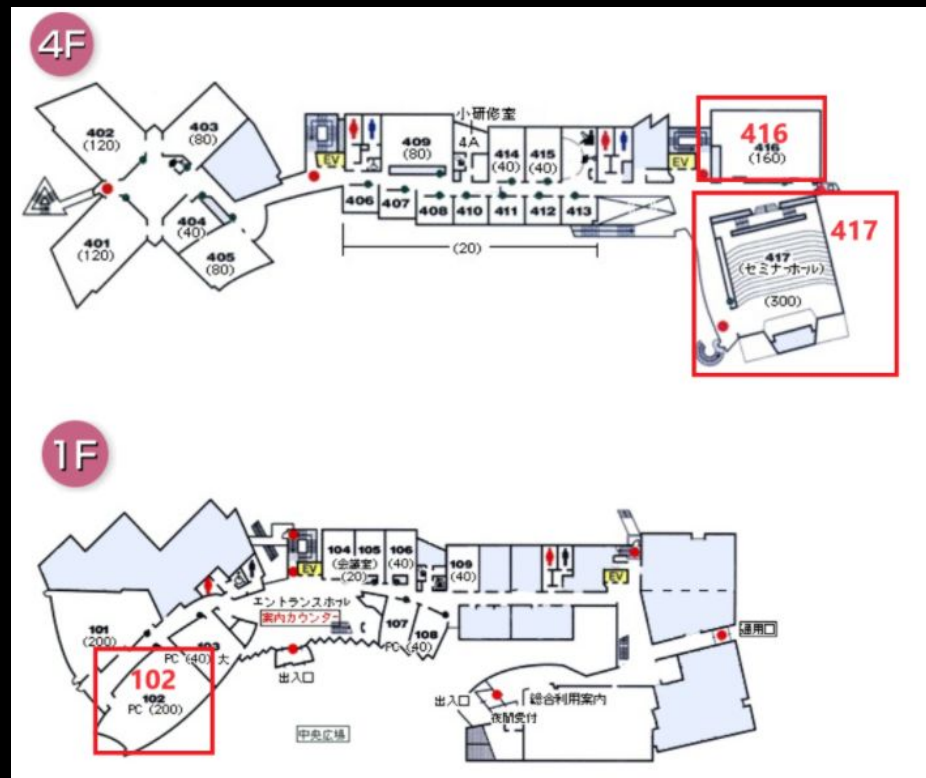 4F
402
(120)
403
(80)
401
(120)
404
(40)
405
(80)
EV
406
407
409
(80)
小研修室
4A
414
(40)
415
(40)
408
410
411
412
413
(20)
EV
416
416
(160)
417
417
(セミナーホール)
(300)
1F
101
(200)
102
102
PC (200)
103
PC (40) 大
EV
104
105
(会議室)
(20)
106
(40)
109
(40)
エントランスホール
案内カウンター
107
108
PC (40)
EV
通用口
出入口
出入口
総合利用案内
夜間受付
中央広場